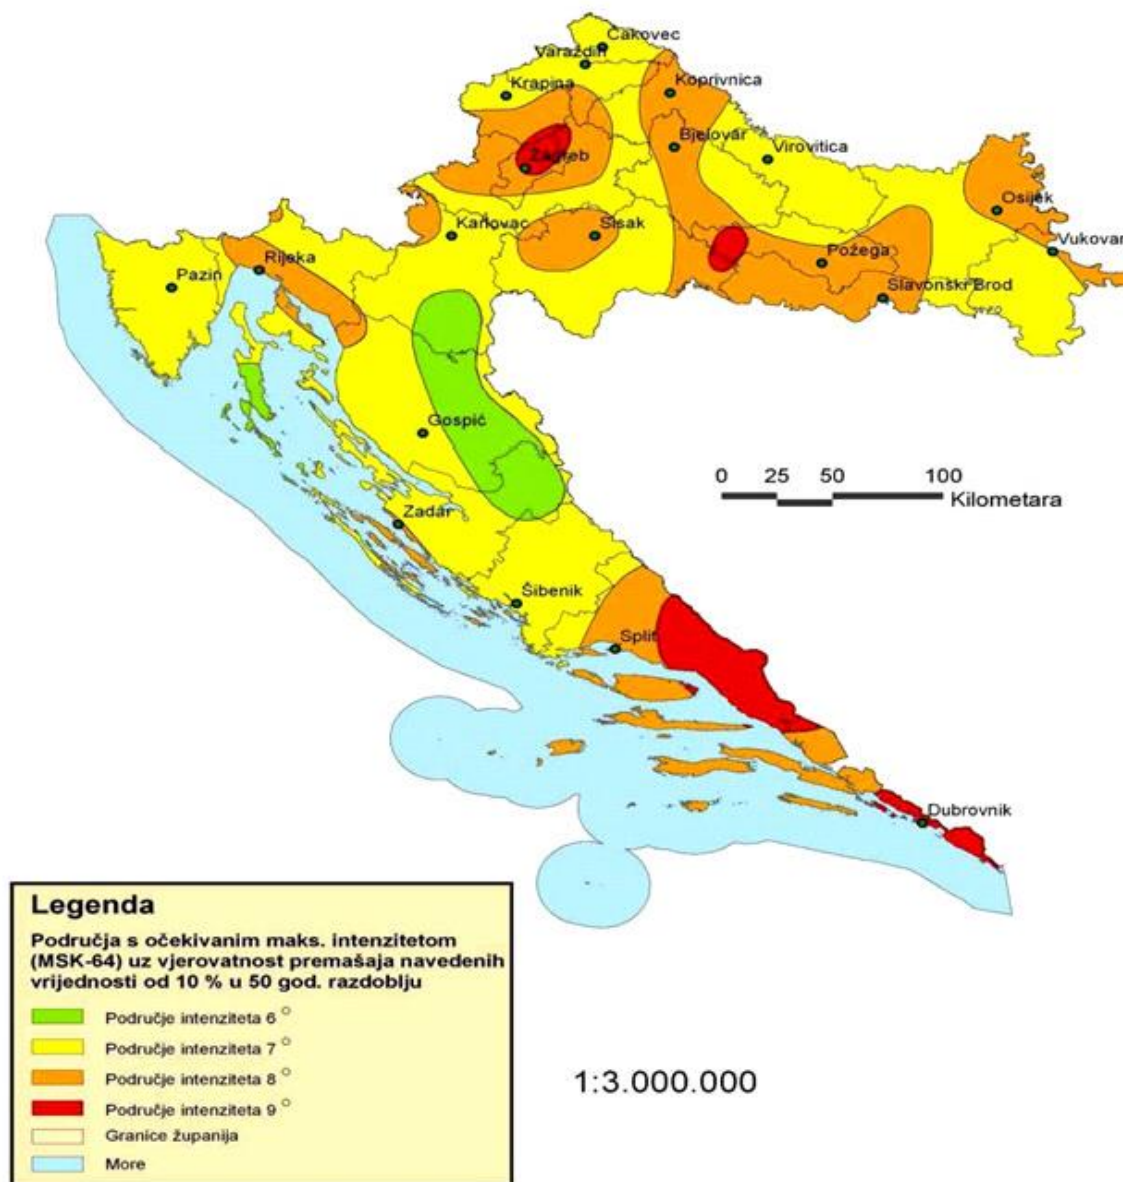 Čakovec
Varaždin
Krapina
Koprivnica
Bjelovar
Virovitica
Zagreb
Osijek
Karlovac
Sisak
Vukovar
Požega
Rijeka
Pazin
Slavonski Brod
Gospić
0 25 50 100
Kilometara
Zadar
Šibenik
Split
Dubrovnik
Legenda
Područja s očekivanim maks. intenzitetom
(MSK-64) uz vjerovatnost premašaja navedenih
vrijednosti od 10 % u 50 god. razdoblju
Područje intenziteta 6 °
Područje intenziteta 7 °
Područje intenziteta 8 °
Područje intenziteta 9 °
Granice županija
More
1:3.000.000